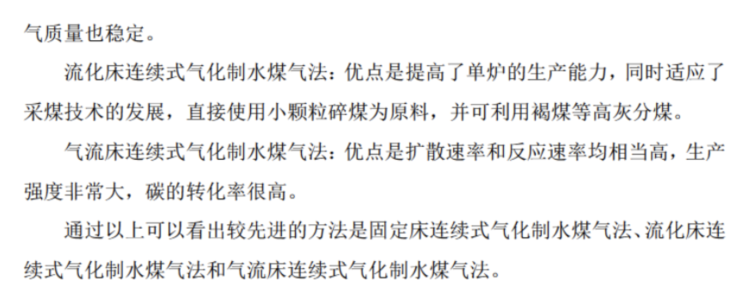 气质量也稳定。
流化床连续式气化制水煤气法：优点是提高了单炉的生产能力，同时适应了
采煤技术的发展，直接使用小颗粒碎煤为原料，并可利用褐煤等高灰分煤。
气流床连续式气化制水煤气法：优点是扩散速率和反应速率均相当高，生产
强度非常大，碳的转化率很高。
通过以上可以看出较先进的方法是固定床连续式气化制水煤气法、流化床连
续式气化制水煤气法和气流床连续式气化制水煤气法。